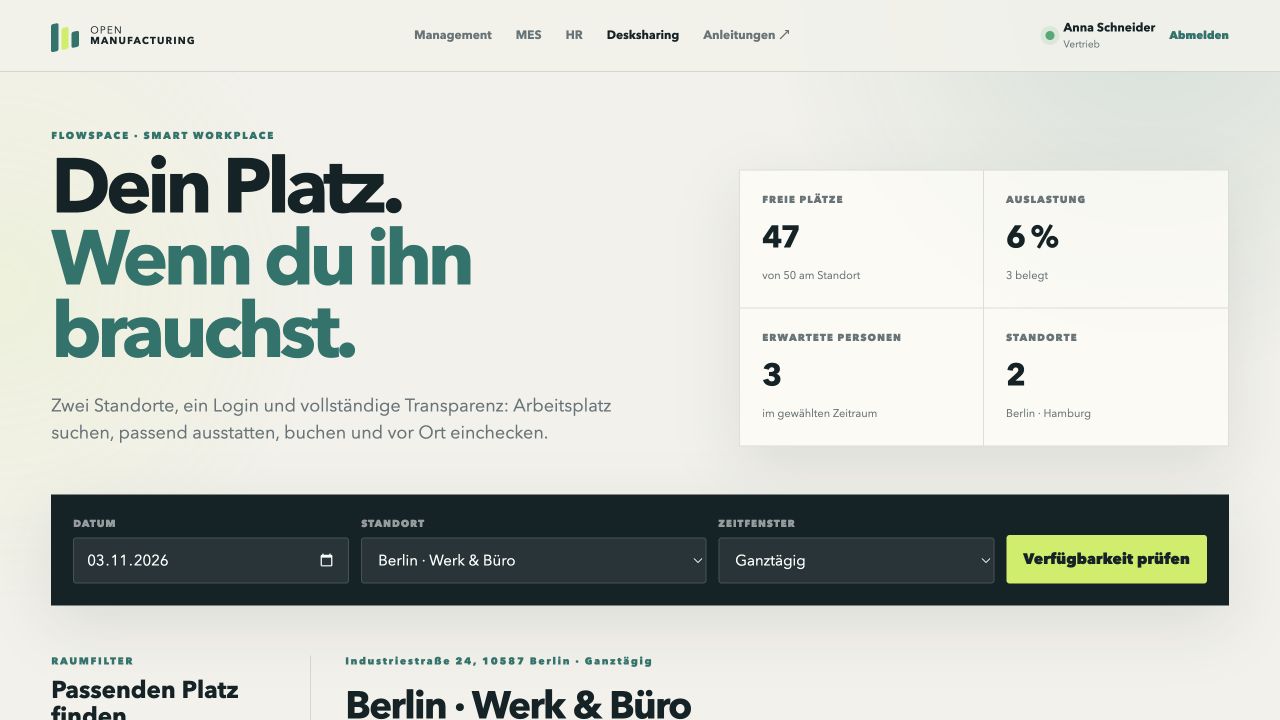 OPEN
MANUFACTURING
Management
MES
HR
Desksharing
Anleitungen ↗
Anna Schneider
Vertrieb
Abmelden
FLOWSPACE · SMART WORKPLACE
Dein Platz.
Wenn du ihn
brauchst.
Zwei Standorte, ein Login und vollständige Transparenz: Arbeitsplatz
suchen, passend ausstatten, buchen und vor Ort einchecken.
FREIE PLÄTZE
47
von 50 am Standort
AUSLASTUNG
6 %
3 belegt
ERWARTETE PERSONEN
3
im gewählten Zeitraum
STANDORTE
2
Berlin · Hamburg
DATUM
03.11.2026
STANDORT
Berlin · Werk & Büro
ZEITFENSTER
Ganztägig
Verfügbarkeit prüfen
RAUMFILTER
Passenden Platz
finden
Industriestraße 24, 10587 Berlin · Ganztägig
Berlin · Werk & Büro